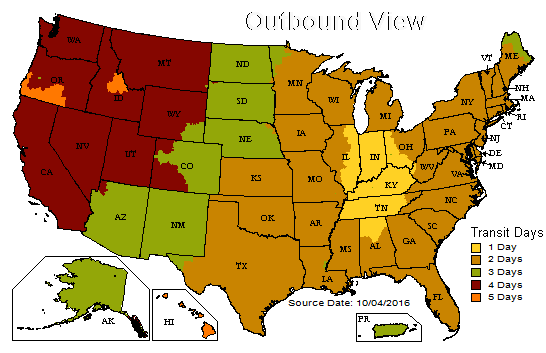 Outbound View
WA
MT
ND
MN
ME
VT
OR
ID
SD
WI
MI
NY
NH
MA
RI
CT
WY
NE
IA
IL
IN
OH
PA
NJ
DE
MD
NV
UT
CO
KS
MO
KY
WV
VA
CA
AZ
NM
OK
AR
TN
NC
SC
TX
LA
MS
AL
GA
FL
AK
HI
PR
Transit Days
1 Day
2 Days
3 Days
4 Days
5 Days
Source Date: 10/04/2016